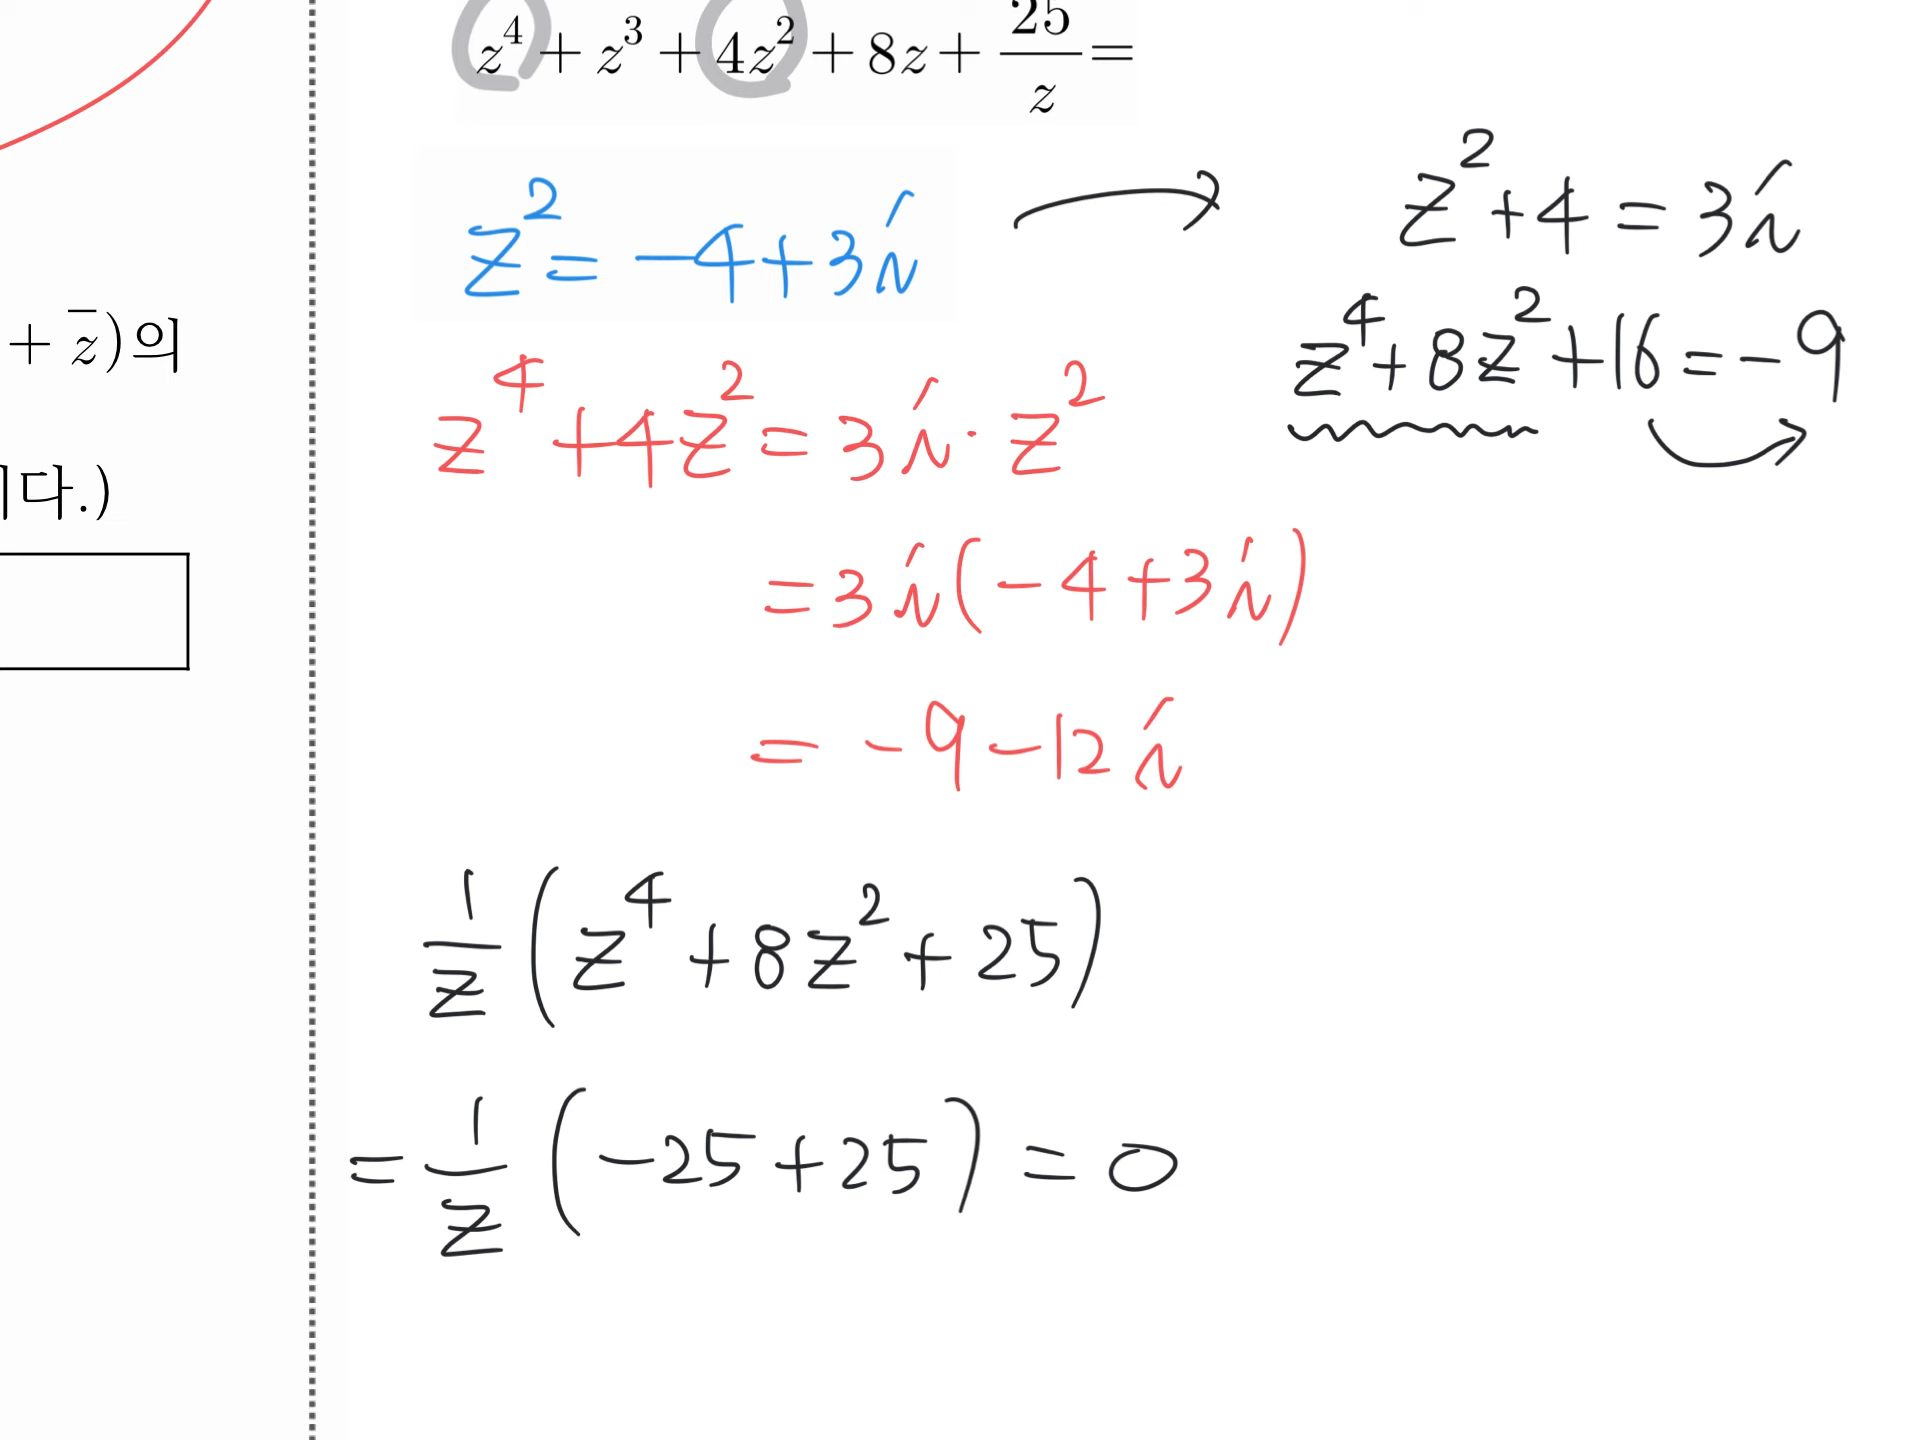 + z̄)의
다.)
z⁴ + z³ + 4z² + 8z + 25/z =
z² = -4+3i
z²+4 = 3i
z⁴+8z²+16 = -9
z⁴+4z² = 3i·z²
= 3i(-4+3i)
= -9-12i
1/z (z⁴+8z²+25)
= 1/z (-25+25) = 0